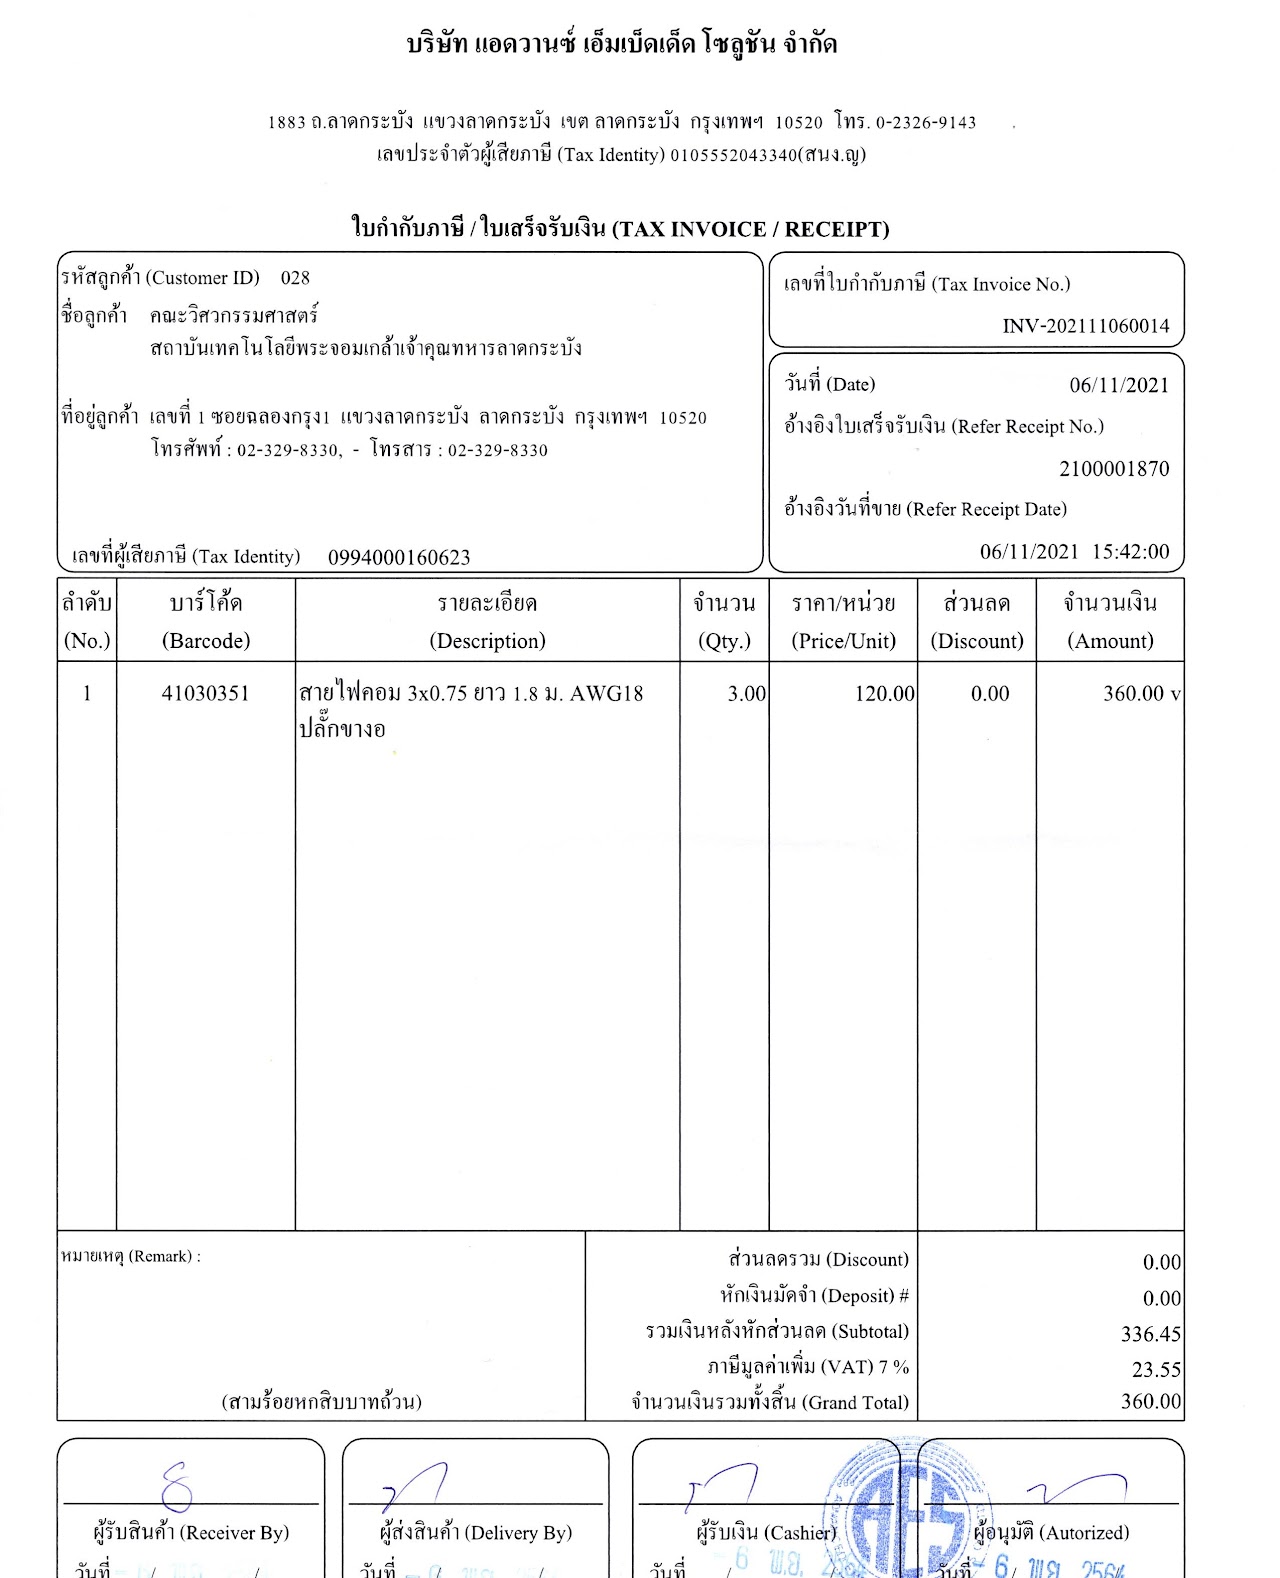 บริษัท แอดวานซ์ เอ็มเบ็ดเด็ด โซลูชัน จำกัด
1883 ถ.ลาดกระบัง แขวงลาดกระบัง เขต ลาดกระบัง กรุงเทพฯ 10520 โทร. 0-2326-9143
เลขประจำตัวผู้เสียภาษี (Tax Identity) 0105552043340(สนง.ญ)
ใบกำกับภาษี / ใบเสร็จรับเงิน (TAX INVOICE / RECEIPT)
รหัสลูกค้า (Customer ID) 028
ชื่อลูกค้า คณะวิศวกรรมศาสตร์
สถาบันเทคโนโลยีพระจอมเกล้าเจ้าคุณทหารลาดกระบัง
ที่อยู่ลูกค้า เลขที่ 1 ซอยฉลองกรุง1 แขวงลาดกระบัง ลาดกระบัง กรุงเทพฯ 10520
โทรศัพท์ : 02-329-8330, - โทรสาร : 02-329-8330
เลขที่ผู้เสียภาษี (Tax Identity) 0994000160623
เลขที่ใบกำกับภาษี (Tax Invoice No.)
INV-202111060014
วันที่ (Date) 06/11/2021
อ้างอิงใบเสร็จรับเงิน (Refer Receipt No.)
2100001870
อ้างอิงวันที่ขาย (Refer Receipt Date)
06/11/2021 15:42:00
ลำดับ บาร์โค้ด รายละเอียด จำนวน ราคา/หน่วย ส่วนลด จำนวนเงิน
(No.) (Barcode) (Description) (Qty.) (Price/Unit) (Discount) (Amount)
1 41030351 สายไฟคอม 3x0.75 ยาว 1.8 ม. AWG18 3.00 120.00 0.00 360.00 v
ปลั๊กขางอ
หมายเหตุ (Remark) :
ส่วนลดรวม (Discount) 0.00
หักเงินมัดจำ (Deposit) # 0.00
รวมเงินหลังหักส่วนลด (Subtotal) 336.45
ภาษีมูลค่าเพิ่ม (VAT) 7 % 23.55
(สามร้อยหกสิบบาทถ้วน) จำนวนเงินรวมทั้งสิ้น (Grand Total) 360.00
AES
ผู้รับสินค้า (Receiver By) ผู้ส่งสินค้า (Delivery By) ผู้รับเงิน (Cashier) ผู้อนุมัติ (Autorized)
วันที่ / / วันที่ / / วันที่ / / วันที่ / /
- 6 พ.ย. 2564 - 6 พ.ย. 2564